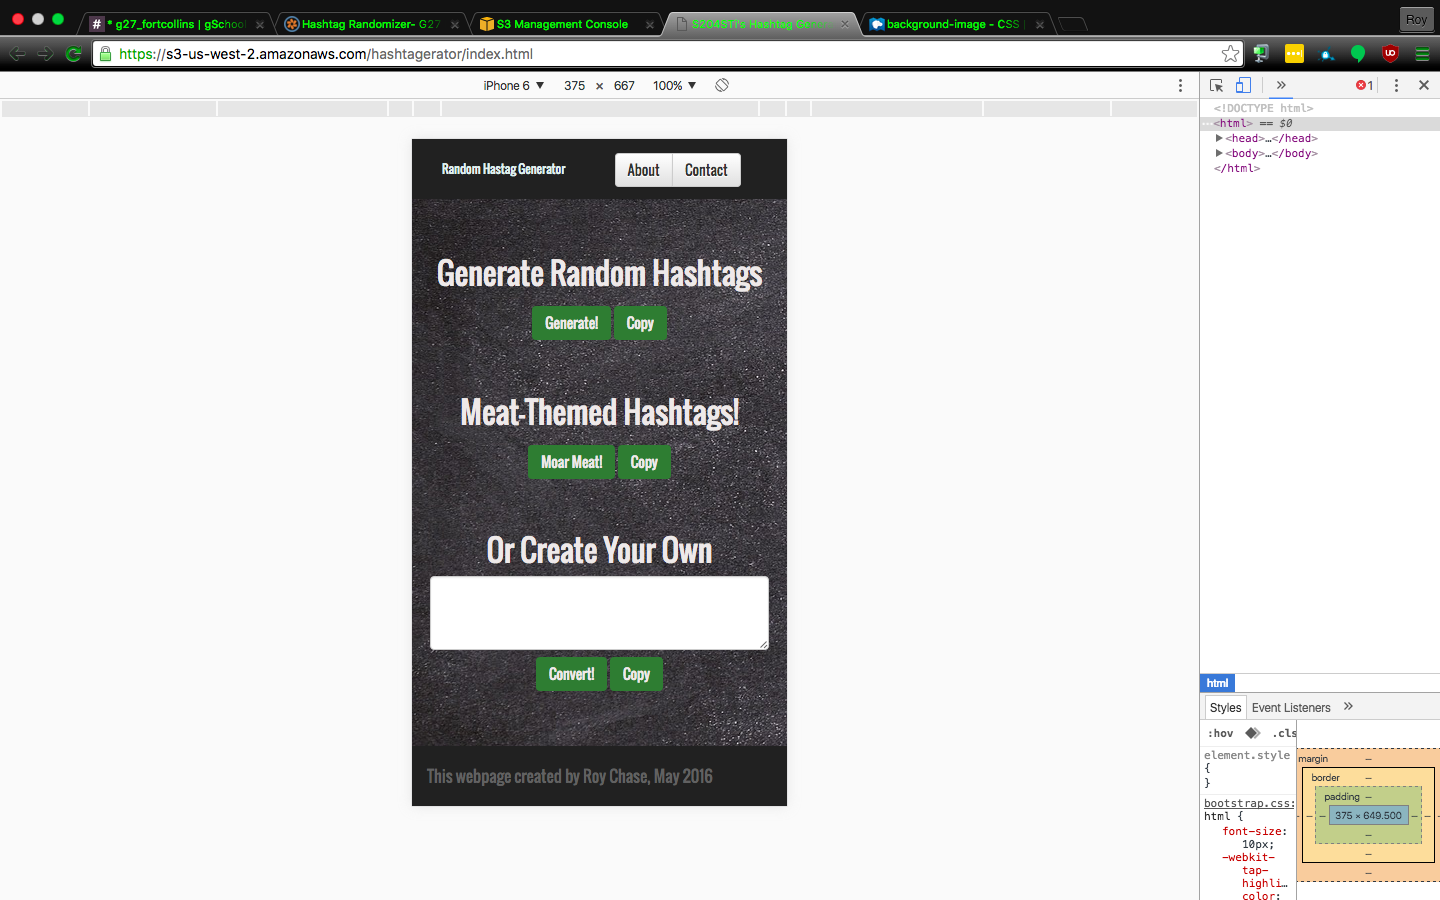 * g27_fortcollins | gSchool
Hashtag Randomizer- G27
S3 Management Console
3204911's Hashtag Gener
background-image - CSS |
Roy
https://s3-us-west-2.amazonaws.com/hashtagerator/index.html
iPhone 6 ▼ 375 × 667 100% ▼
1
<!DOCTYPE html>
<html> == $0
<head>…</head>
<body>…</body>
</html>
Random Hastag Generator
About
Contact
Generate Random Hashtags
Generate!
Copy
Meat-Themed Hashtags!
Moar Meat!
Copy
Or Create Your Own
Convert!
Copy
This webpage created by Roy Chase, May 2016
html
Styles
Event Listeners
:hov
.cls
element.style
{
}
bootstrap.css:
html {
font-size:
10px;
-webkit-
tap-
highli…
color:
margin –
border –
padding –
375 × 649.500